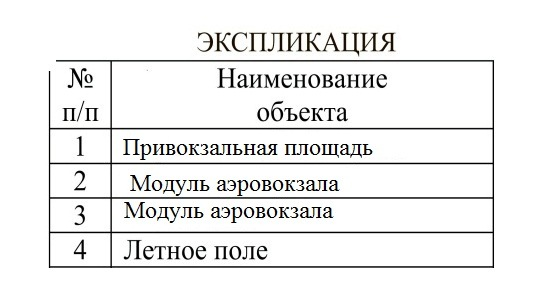 ЭКСПЛИКАЦИЯ
№ Наименование
п/п объекта
1 Привокзальная площадь
2 Модуль аэровокзала
3 Модуль аэровокзала
4 Летное поле